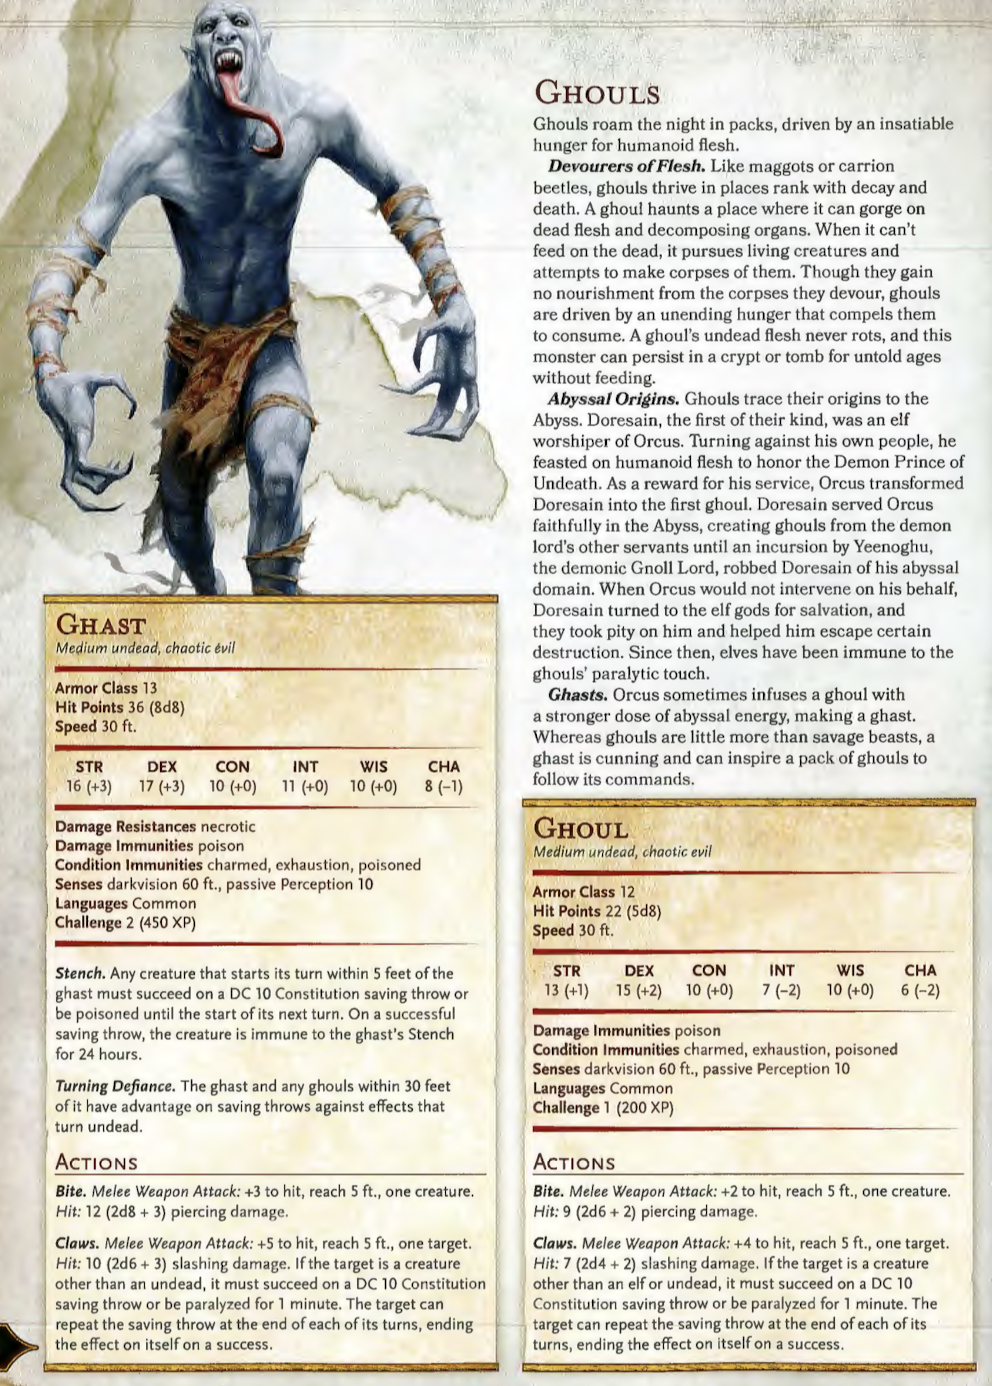 GHOULS
Ghouls roam the night in packs, driven by an insatiable
hunger for humanoid flesh.
Devourers of Flesh. Like maggots or carrion
beetles, ghouls thrive in places rank with decay and
death. A ghoul haunts a place where it can gorge on
dead flesh and decomposing organs. When it can't
feed on the dead, it pursues living creatures and
attempts to make corpses of them. Though they gain
no nourishment from the corpses they devour, ghouls
are driven by an unending hunger that compels them
to consume. A ghoul's undead flesh never rots, and this
monster can persist in a crypt or tomb for untold ages
without feeding.
Abyssal Origins. Ghouls trace their origins to the
Abyss. Doresain, the first of their kind, was an elf
worshiper of Orcus. Turning against his own people, he
feasted on humanoid flesh to honor the Demon Prince of
Undeath. As a reward for his service, Orcus transformed
Doresain into the first ghoul. Doresain served Orcus
faithfully in the Abyss, creating ghouls from the demon
lord's other servants until an incursion by Yeenoghu,
the demonic Gnoll Lord, robbed Doresain of his abyssal
domain. When Orcus would not intervene on his behalf,
Doresain turned to the elf gods for salvation, and
they took pity on him and helped him escape certain
destruction. Since then, elves have been immune to the
ghouls' paralytic touch.
Ghasts. Orcus sometimes infuses a ghoul with
a stronger dose of abyssal energy, making a ghast.
Whereas ghouls are little more than savage beasts, a
ghast is cunning and can inspire a pack of ghouls to
follow its commands.
GHAST
Medium undead, chaotic evil
Armor Class 13
Hit Points 36 (8d8)
Speed 30 ft.
STR DEX CON INT WIS CHA
16 (+3) 17 (+3) 10 (+0) 11 (+0) 10 (+0) 8 (−1)
Damage Resistances necrotic
Damage Immunities poison
Condition Immunities charmed, exhaustion, poisoned
Senses darkvision 60 ft., passive Perception 10
Languages Common
Challenge 2 (450 XP)
Stench. Any creature that starts its turn within 5 feet of the
ghast must succeed on a DC 10 Constitution saving throw or
be poisoned until the start of its next turn. On a successful
saving throw, the creature is immune to the ghast's Stench
for 24 hours.
Turning Defiance. The ghast and any ghouls within 30 feet
of it have advantage on saving throws against effects that
turn undead.
ACTIONS
Bite. Melee Weapon Attack: +3 to hit, reach 5 ft., one creature.
Hit: 12 (2d8 + 3) piercing damage.
Claws. Melee Weapon Attack: +5 to hit, reach 5 ft., one target.
Hit: 10 (2d6 + 3) slashing damage. If the target is a creature
other than an undead, it must succeed on a DC 10 Constitution
saving throw or be paralyzed for 1 minute. The target can
repeat the saving throw at the end of each of its turns, ending
the effect on itself on a success.
GHOUL
Medium undead, chaotic evil
Armor Class 12
Hit Points 22 (5d8)
Speed 30 ft.
STR DEX CON INT WIS CHA
13 (+1) 15 (+2) 10 (+0) 7 (−2) 10 (+0) 6 (−2)
Damage Immunities poison
Condition Immunities charmed, exhaustion, poisoned
Senses darkvision 60 ft., passive Perception 10
Languages Common
Challenge 1 (200 XP)
ACTIONS
Bite. Melee Weapon Attack: +2 to hit, reach 5 ft., one creature.
Hit: 9 (2d6 + 2) piercing damage.
Claws. Melee Weapon Attack: +4 to hit, reach 5 ft., one target.
Hit: 7 (2d4 + 2) slashing damage. If the target is a creature
other than an elf or undead, it must succeed on a DC 10
Constitution saving throw or be paralyzed for 1 minute. The
target can repeat the saving throw at the end of each of its
turns, ending the effect on itself on a success.